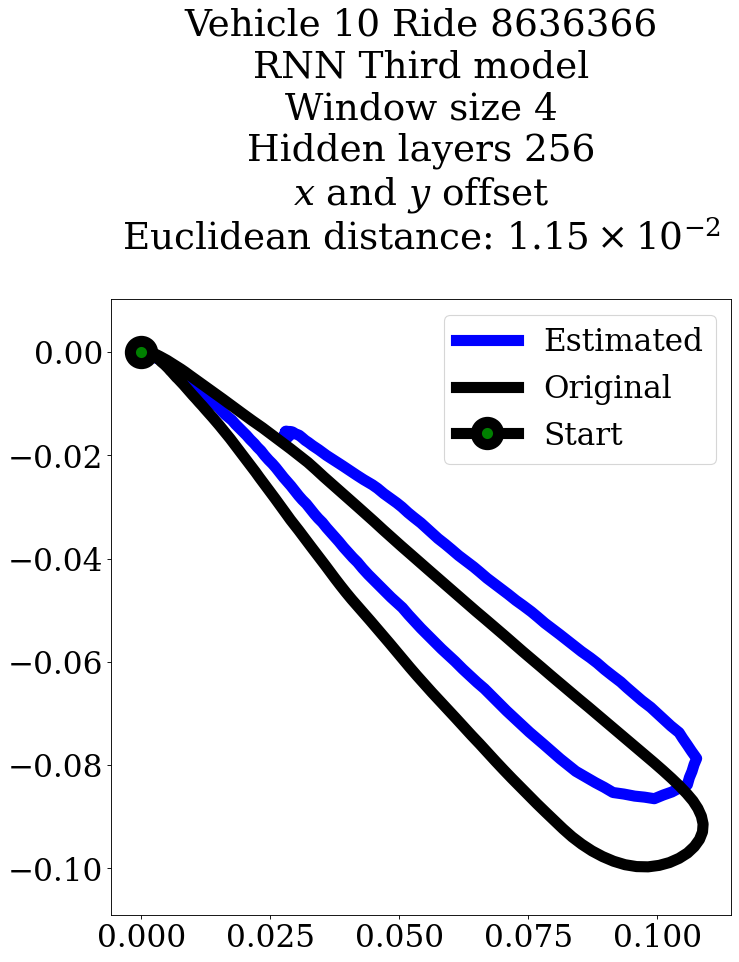 Vehicle 10 Ride 8636366
RNN Third model
Window size 4
Hidden layers 256
x and y offset
Euclidean distance: 1.15 × 10⁻²
Estimated
Original
Start
0.00
−0.02
−0.04
−0.06
−0.08
−0.10
0.000 0.025 0.050 0.075 0.100